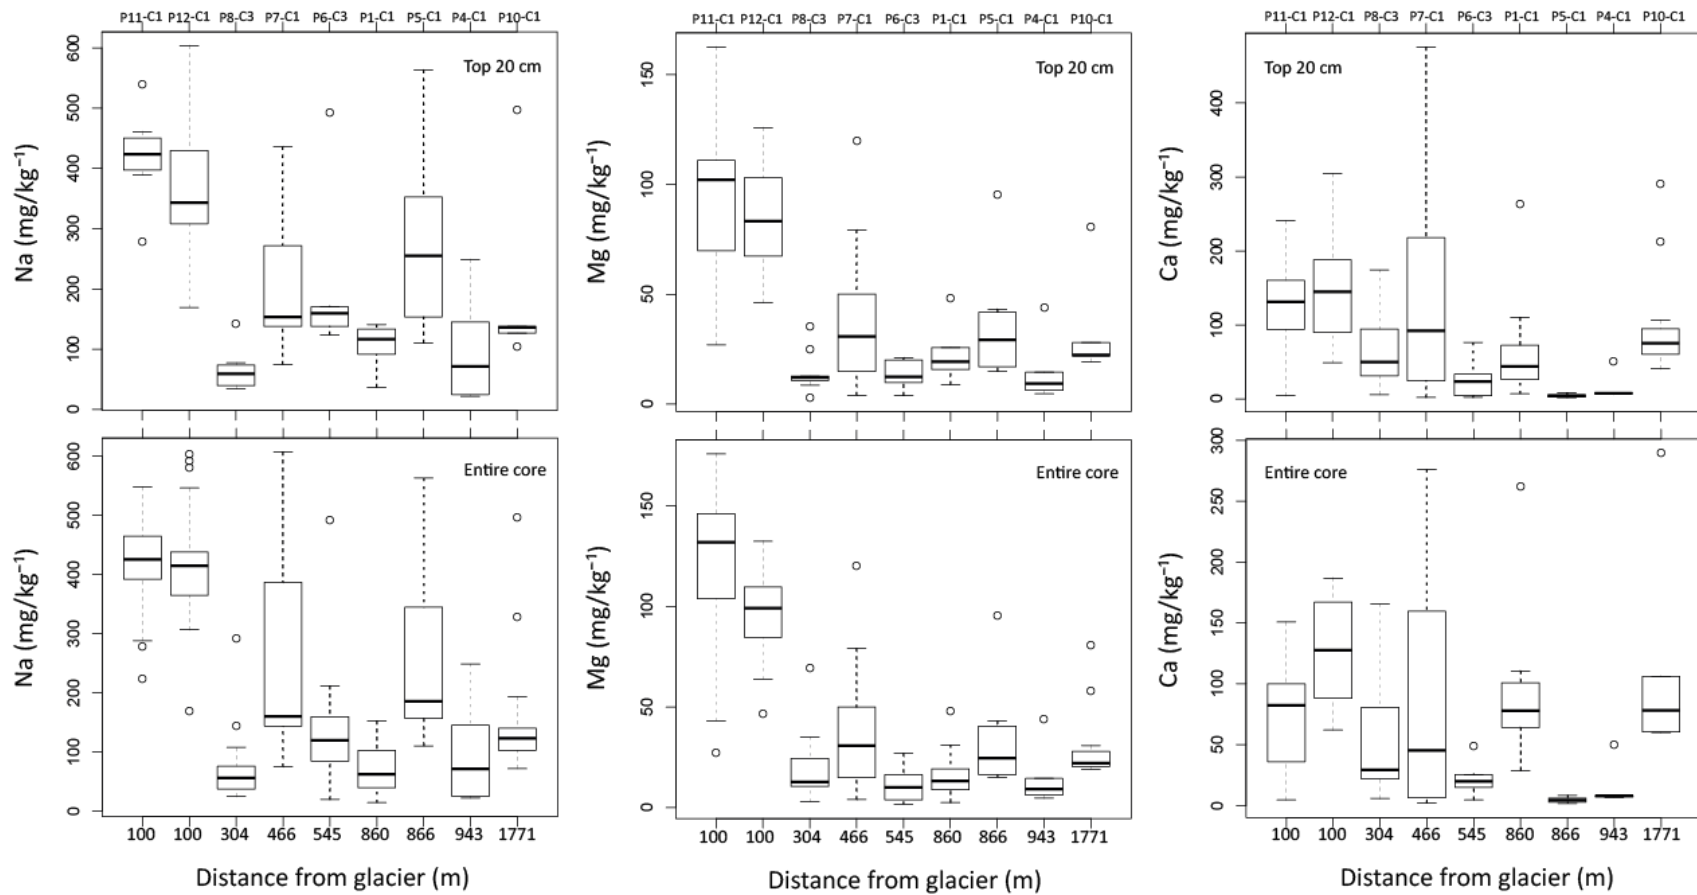 P11-C1 P12-C1 P8-C3 P7-C1 P6-C3 P1-C1 P5-C1 P4-C1 P10-C1
Top 20 cm
Na (mg/kg⁻¹)
600
500
400
300
200
100
0
Entire core
Na (mg/kg⁻¹)
600
500
400
300
200
100
0
100 100 304 466 545 860 866 943 1771
Distance from glacier (m)
P11-C1 P12-C1 P8-C3 P7-C1 P6-C3 P1-C1 P5-C1 P4-C1 P10-C1
Top 20 cm
Mg (mg/kg⁻¹)
150
100
50
0
Entire core
Mg (mg/kg⁻¹)
150
100
50
0
100 100 304 466 545 860 866 943 1771
Distance from glacier (m)
P11-C1 P12-C1 P8-C3 P7-C1 P6-C3 P1-C1 P5-C1 P4-C1 P10-C1
Top 20 cm
Ca (mg/kg⁻¹)
400
300
200
100
0
Entire core
Ca (mg/kg⁻¹)
300
250
200
150
100
50
0
100 100 304 466 545 860 866 943 1771
Distance from glacier (m)